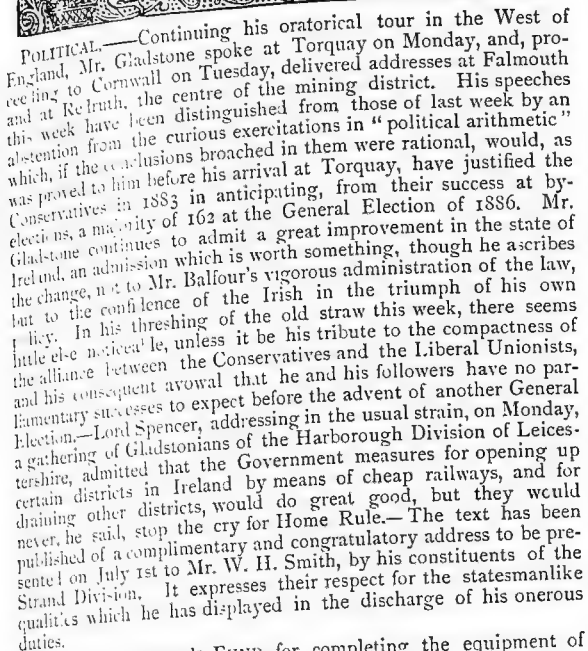 POLITICAL.—Continuing his oratorical tour in the West of
England, Mr. Gladstone spoke at Torquay on Monday, and, pro-
ceeding to Cornwall on Tuesday, delivered addresses at Falmouth
and at Redruth, the centre of the mining district. His speeches
this week have been distinguished from those of last week by an
abstention from the curious exercitations in "political arithmetic"
which, if the conclusions broached in them were rational, would, as
was proved to him before his arrival at Torquay, have justified the
Conservatives in 1883 in anticipating, from their success at by-
elections, a majority of 162 at the General Election of 1886. Mr.
Gladstone continues to admit a great improvement in the state of
Ireland, an admission which is worth something, though he ascribes
the change, not to Mr. Balfour's vigorous administration of the law,
but to the confidence of the Irish in the triumph of his own
policy. In his threshing of the old straw this week, there seems
little else noticeable, unless it be his tribute to the compactness of
the alliance between the Conservatives and the Liberal Unionists,
and his consequent avowal that he and his followers have no par-
liamentary successes to expect before the advent of another General
Election.—Lord Spencer, addressing in the usual strain, on Monday,
a gathering of Gladstonians of the Harborough Division of Leices-
tershire, admitted that the Government measures for opening up
certain districts in Ireland by means of cheap railways, and for
draining other districts, would do great good, but they would
never, he said, stop the cry for Home Rule.—The text has been
published of a complimentary and congratulatory address to be pre-
sented on July 1st to Mr. W. H. Smith, by his constituents of the
Strand Division. It expresses their respect for the statesmanlike
qualities which he has displayed in the discharge of his onerous
duties.
FUND for completing the equipment of